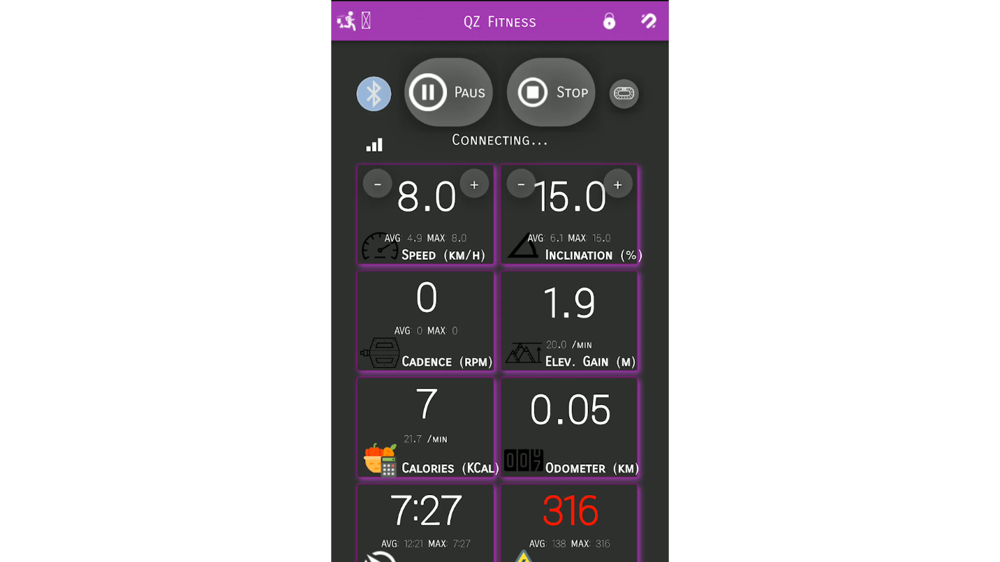 QZ Fitness
Paus
Stop
Connecting...
- 8.0 +
AVG: 4.9 MAX: 8.0
Speed (km/h)
- 15.0 +
AVG: 6.1 MAX: 15.0
Inclination (%)
0
AVG: 0 MAX: 0
Cadence (rpm)
1.9
20.0 /min
Elev. Gain (m)
7
21.7 /min
Calories (KCal)
0.05
Odometer (km)
7:27
AVG: 12:21 MAX: 7:27
316
AVG: 138 MAX: 316